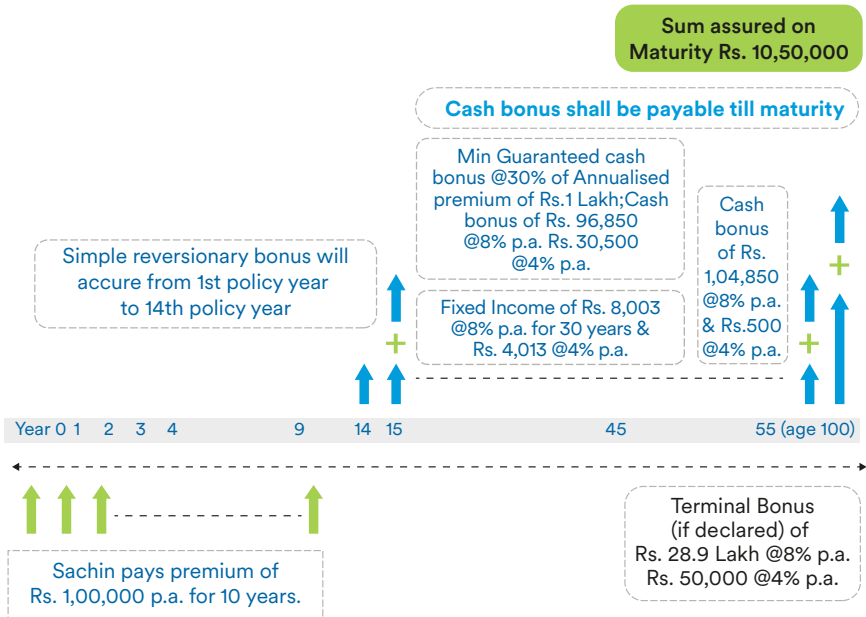 Sum assured on
Maturity Rs. 10,50,000
Cash bonus shall be payable till maturity
Min Guaranteed cash
bonus @30% of Annualised
premium of Rs.1 Lakh;Cash
bonus of Rs. 96,850
@8% p.a. Rs. 30,500
@4% p.a.
Cash
bonus
of Rs.
1,04,850
@8% p.a.
& Rs.500
@4% p.a.
Simple reversionary bonus will
accure from 1st policy year
to 14th policy year
Fixed Income of Rs. 8,003
@8% p.a. for 30 years &
Rs. 4,013 @4% p.a.
+
+
+
Year 0 1 2 3 4 9 14 15 45 55 (age 100)
Sachin pays premium of
Rs. 1,00,000 p.a. for 10 years.
Terminal Bonus
(if declared) of
Rs. 28.9 Lakh @8% p.a.
Rs. 50,000 @4% p.a.